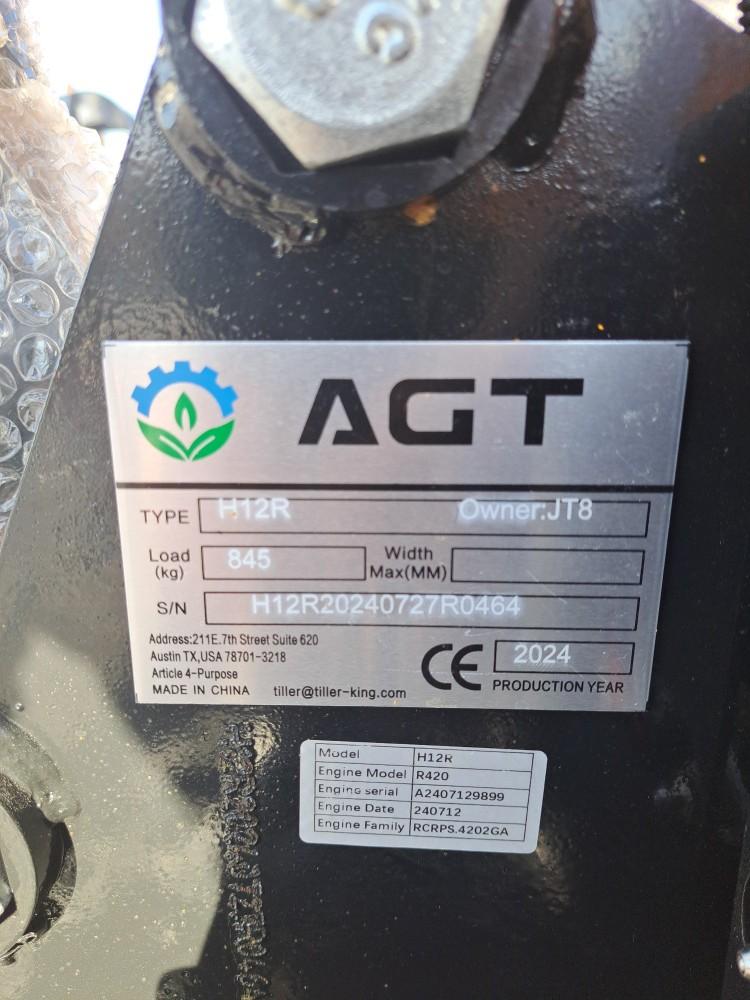 AGT
TYPE H12R Owner:JT8
Load (kg) 845 Width Max(MM)
S/N H12R20240727R0464
Address:211E.7th Street Suite 620
Austin TX,USA 78701-3218
Article 4-Purpose
MADE IN CHINA tiller@tiller-king.com
CE 2024
PRODUCTION YEAR
Model H12R
Engine Model R420
Engine serial A2407129899
Engine Date 240712
Engine Family RCRPS.4202GA